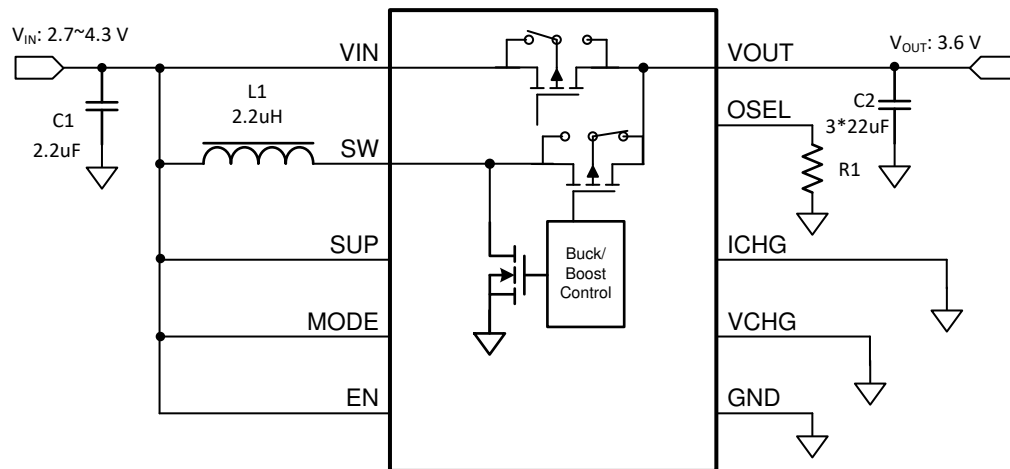 VIN: 2.7~4.3 V
VIN
VOUT
VOUT: 3.6 V
C1
2.2uF
L1
2.2uH
SW
OSEL
C2
3*22uF
R1
SUP
Buck/
Boost
Control
ICHG
MODE
VCHG
EN
GND